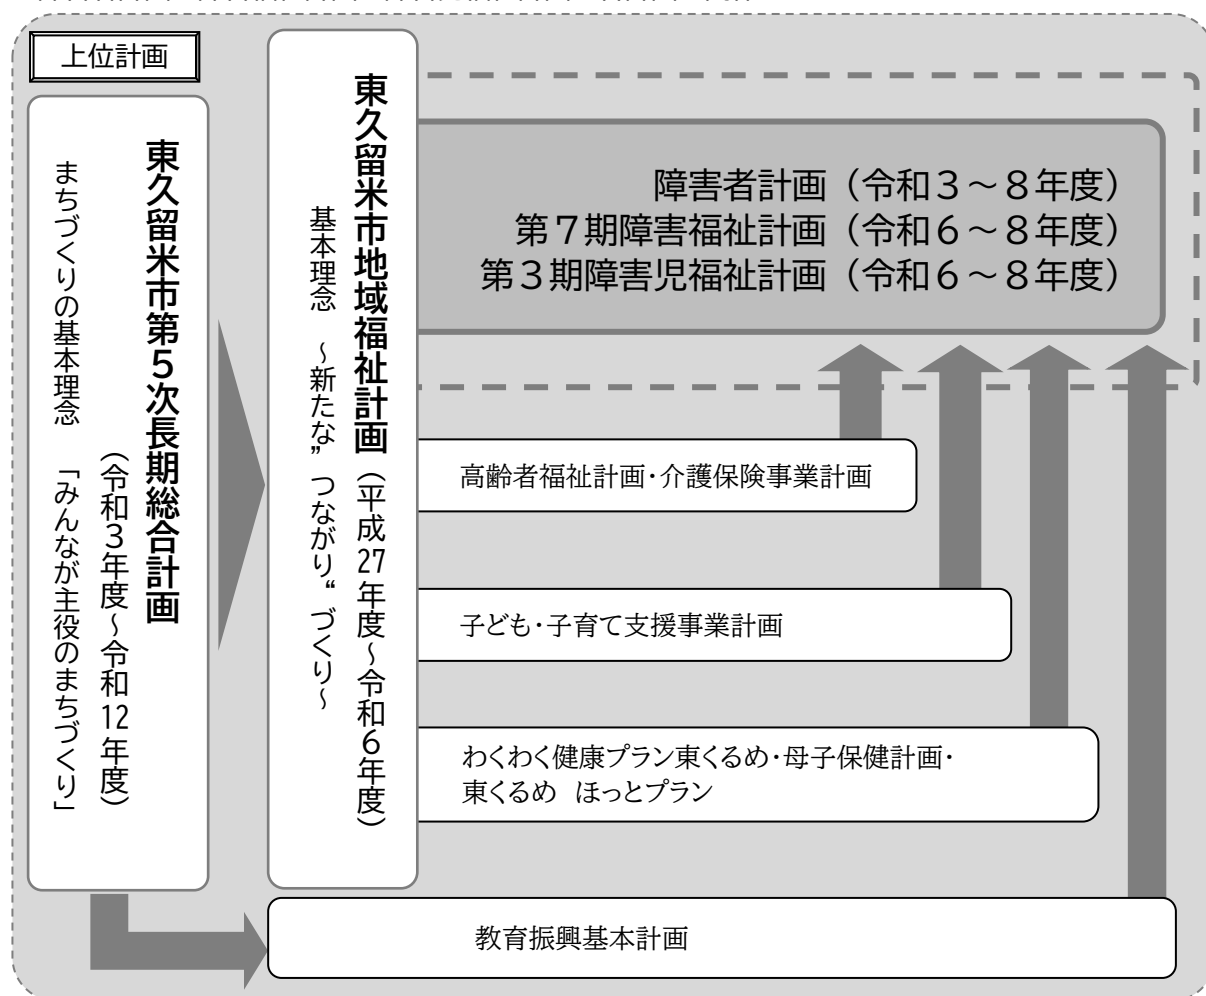 上位計画
東久留米市第5次長期総合計画
（令和3年度～令和12年度）
まちづくりの基本理念　「みんなが主役のまちづくり」
東久留米市地域福祉計画（平成27年度～令和6年度）
基本理念　～新たな”つながり“づくり～
障害者計画（令和３～８年度）
第７期障害福祉計画（令和６～８年度）
第３期障害児福祉計画（令和６～８年度）
高齢者福祉計画・介護保険事業計画
子ども・子育て支援事業計画
わくわく健康プラン東くるめ・母子保健計画・
東くるめ　ほっとプラン
教育振興基本計画